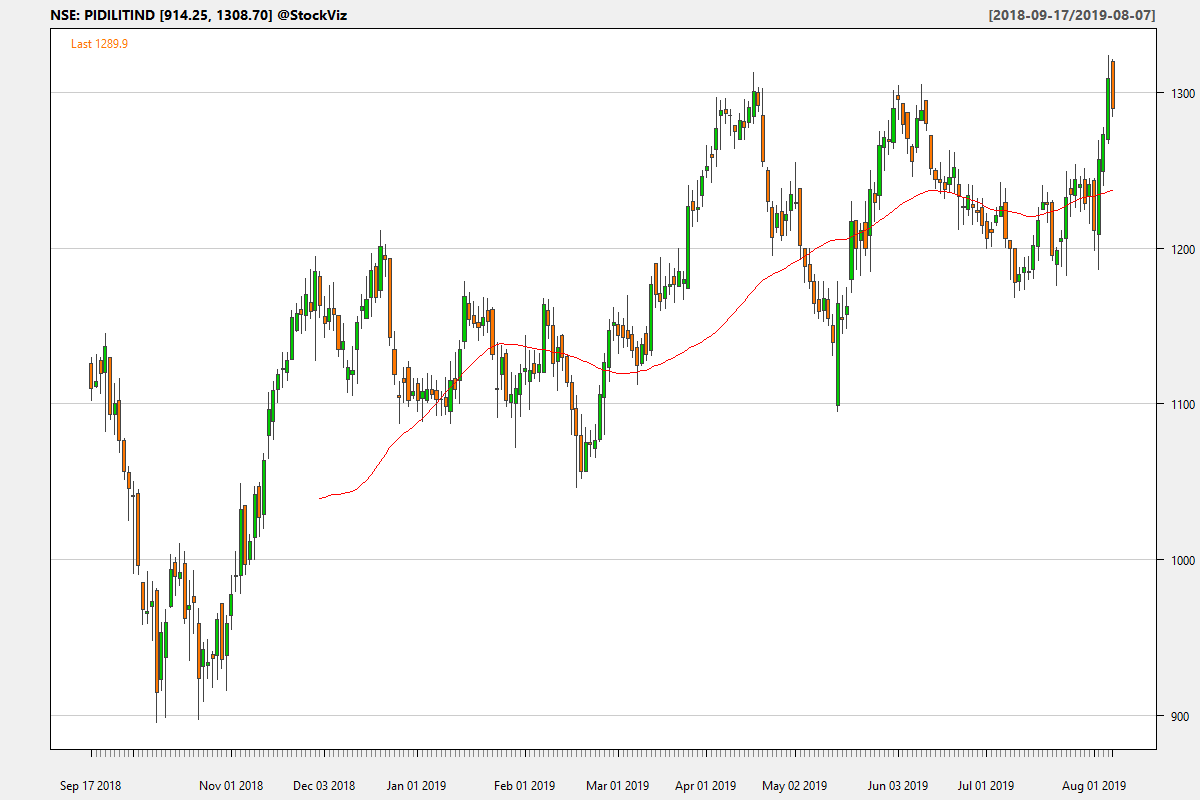 NSE: PIDILITIND [914.25, 1308.70] @StockViz [2018-09-17/2019-08-07]
Last 1289.9
1300
1200
1100
1000
900
Sep 17 2018 Nov 01 2018 Dec 03 2018 Jan 01 2019 Feb 01 2019 Mar 01 2019 Apr 01 2019 May 02 2019 Jun 03 2019 Jul 01 2019 Aug 01 2019